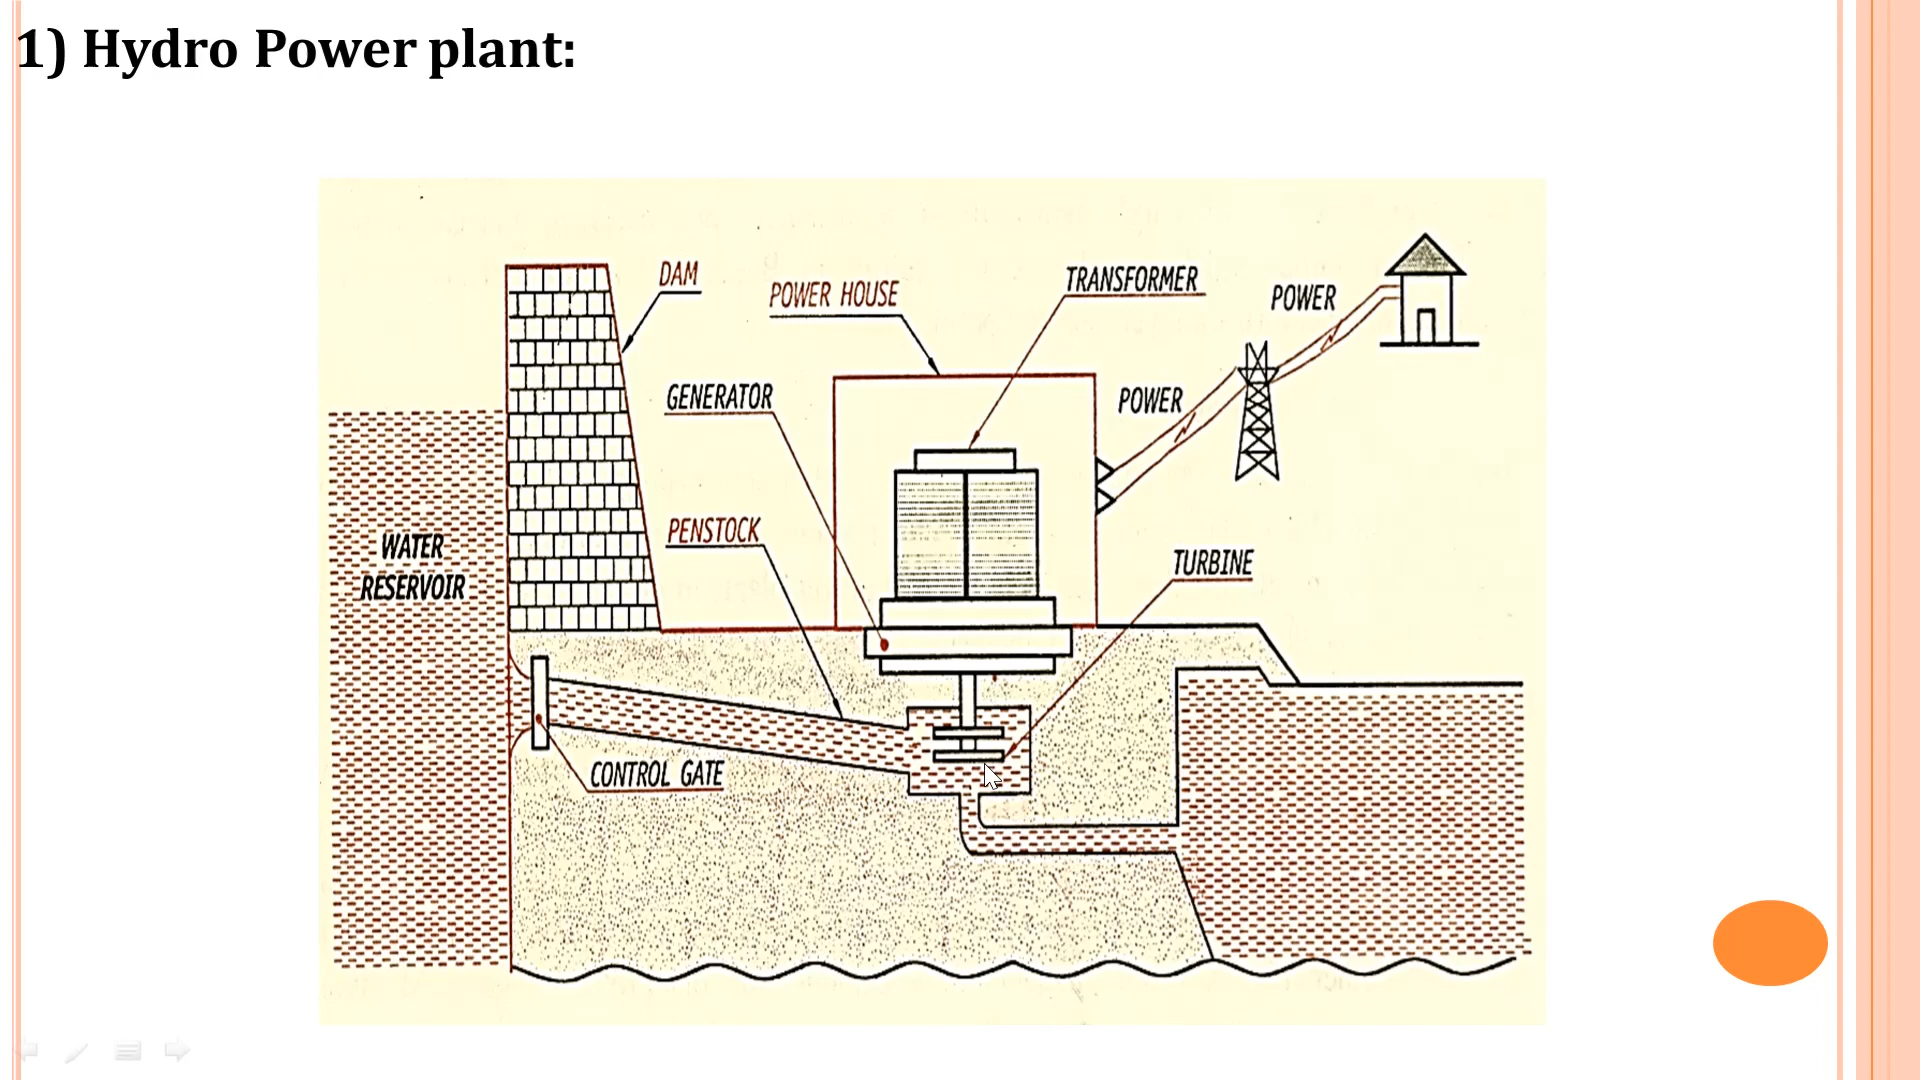 1) Hydro Power plant:
DAM
POWER HOUSE
TRANSFORMER
POWER
GENERATOR
POWER
PENSTOCK
TURBINE
WATER
RESERVOIR
CONTROL GATE